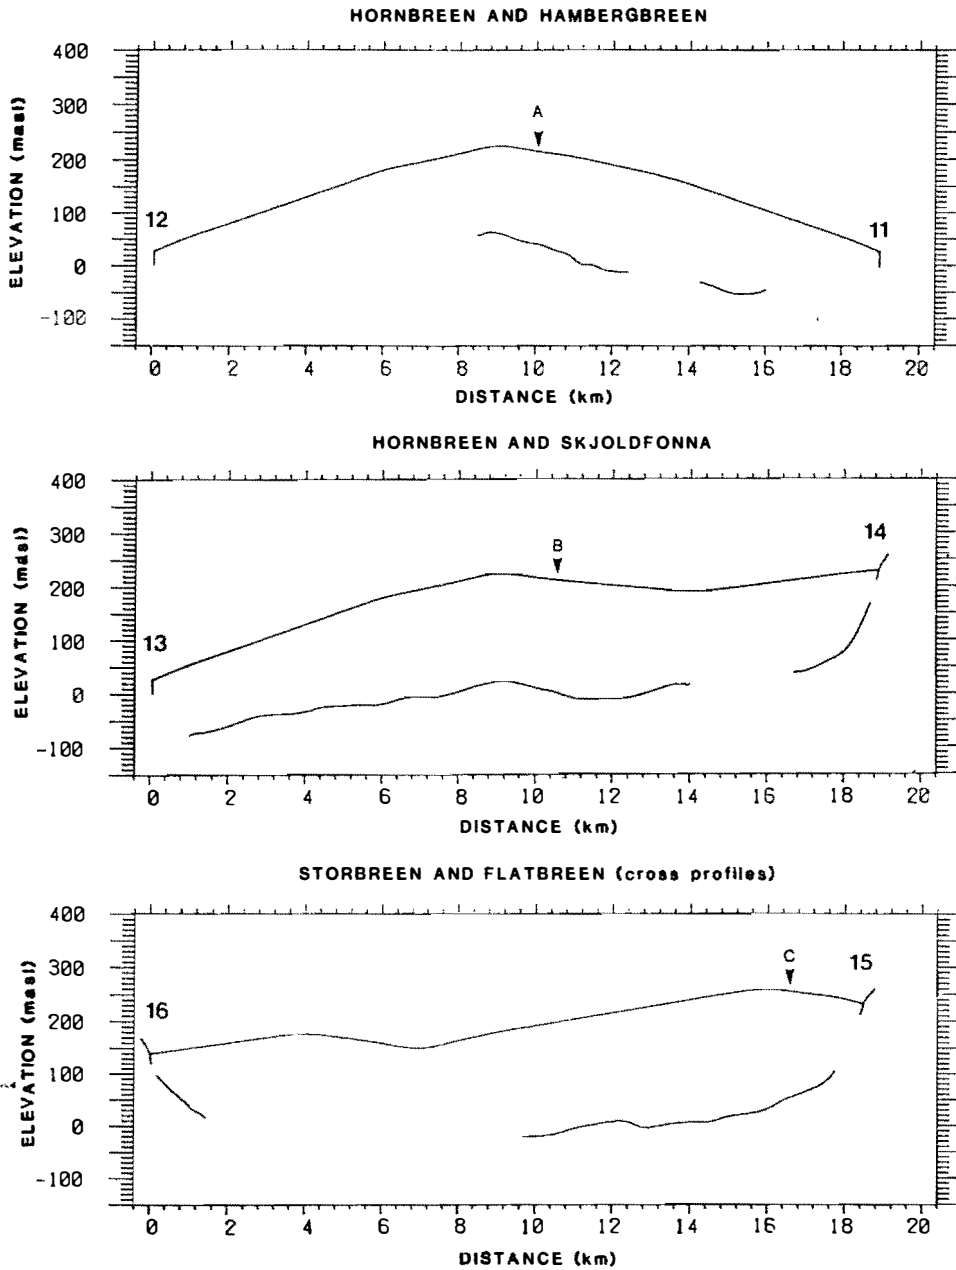 HORNBREEN AND HAMBERGBREEN
400
300
200
100
0
-100
ELEVATION (masl)
A
12
11
0 2 4 6 8 10 12 14 16 18 20
DISTANCE (km)
HORNBREEN AND SKJOLDFONNA
400
300
200
100
0
-100
ELEVATION (masl)
B
14
13
0 2 4 6 8 10 12 14 16 18 20
DISTANCE (km)
STORBREEN AND FLATBREEN (cross profiles)
400
300
200
100
0
-100
ELEVATION (masl)
C
15
16
0 2 4 6 8 10 12 14 16 18 20
DISTANCE (km)